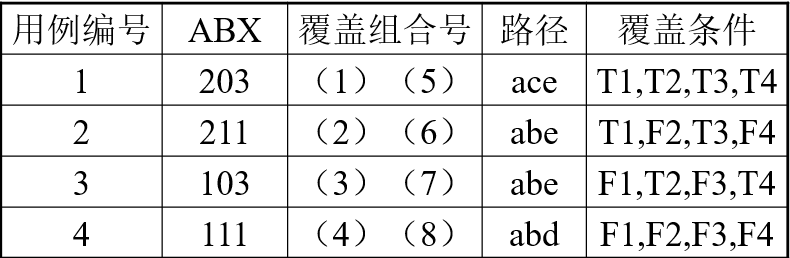 用例编号 ABX 覆盖组合号 路径 覆盖条件
1 203 （1）（5） ace T1,T2,T3,T4
2 211 （2）（6） abe T1,F2,T3,F4
3 103 （3）（7） abe F1,T2,F3,T4
4 111 （4）（8） abd F1,F2,F3,F4